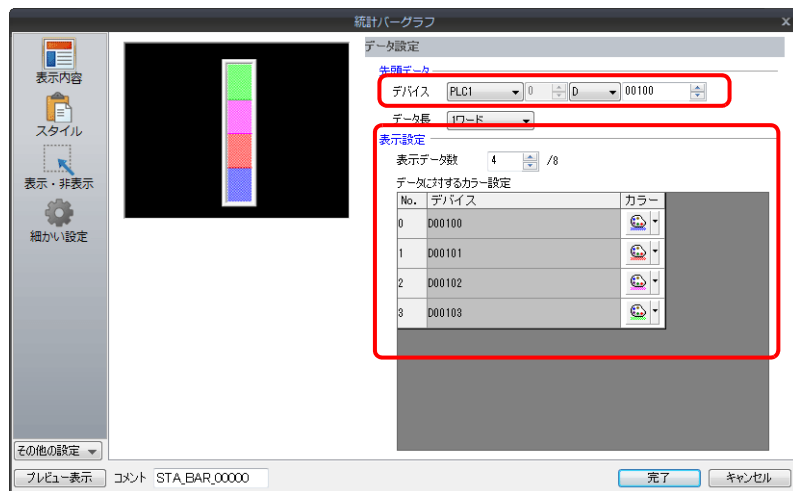 統計バーグラフ
x
表示内容
スタイル
表示・非表示
細かい設定
その他の設定
データ設定
先頭データ
デバイス PLC1 0 D 00100
データ長 1ワード
表示設定
表示データ数 4 /8
データに対するカラー設定
No. デバイス カラー
0 D00100
1 D00101
2 D00102
3 D00103
プレビュー表示 コメント STA_BAR_00000 完了 キャンセル